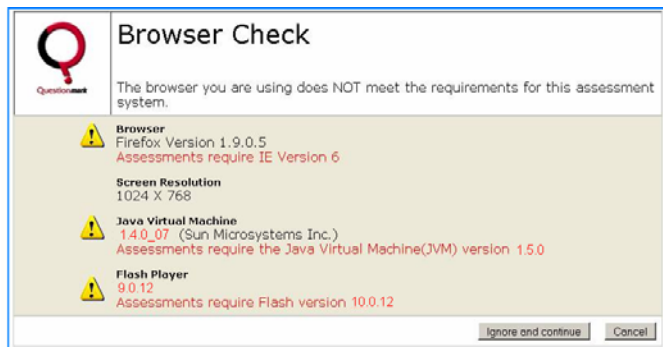 Browser Check
Questionmark
The browser you are using does NOT meet the requirements for this assessment
system.
Browser
Firefox Version 1.9.0.5
Assessments require IE Version 6
Screen Resolution
1024 X 768
Java Virtual Machine
1.4.0_07 (Sun Microsystems Inc.)
Assessments require the Java Virtual Machine(JVM) version 1.5.0
Flash Player
9.0.12
Assessments require Flash version 10.0.12
Ignore and continue Cancel